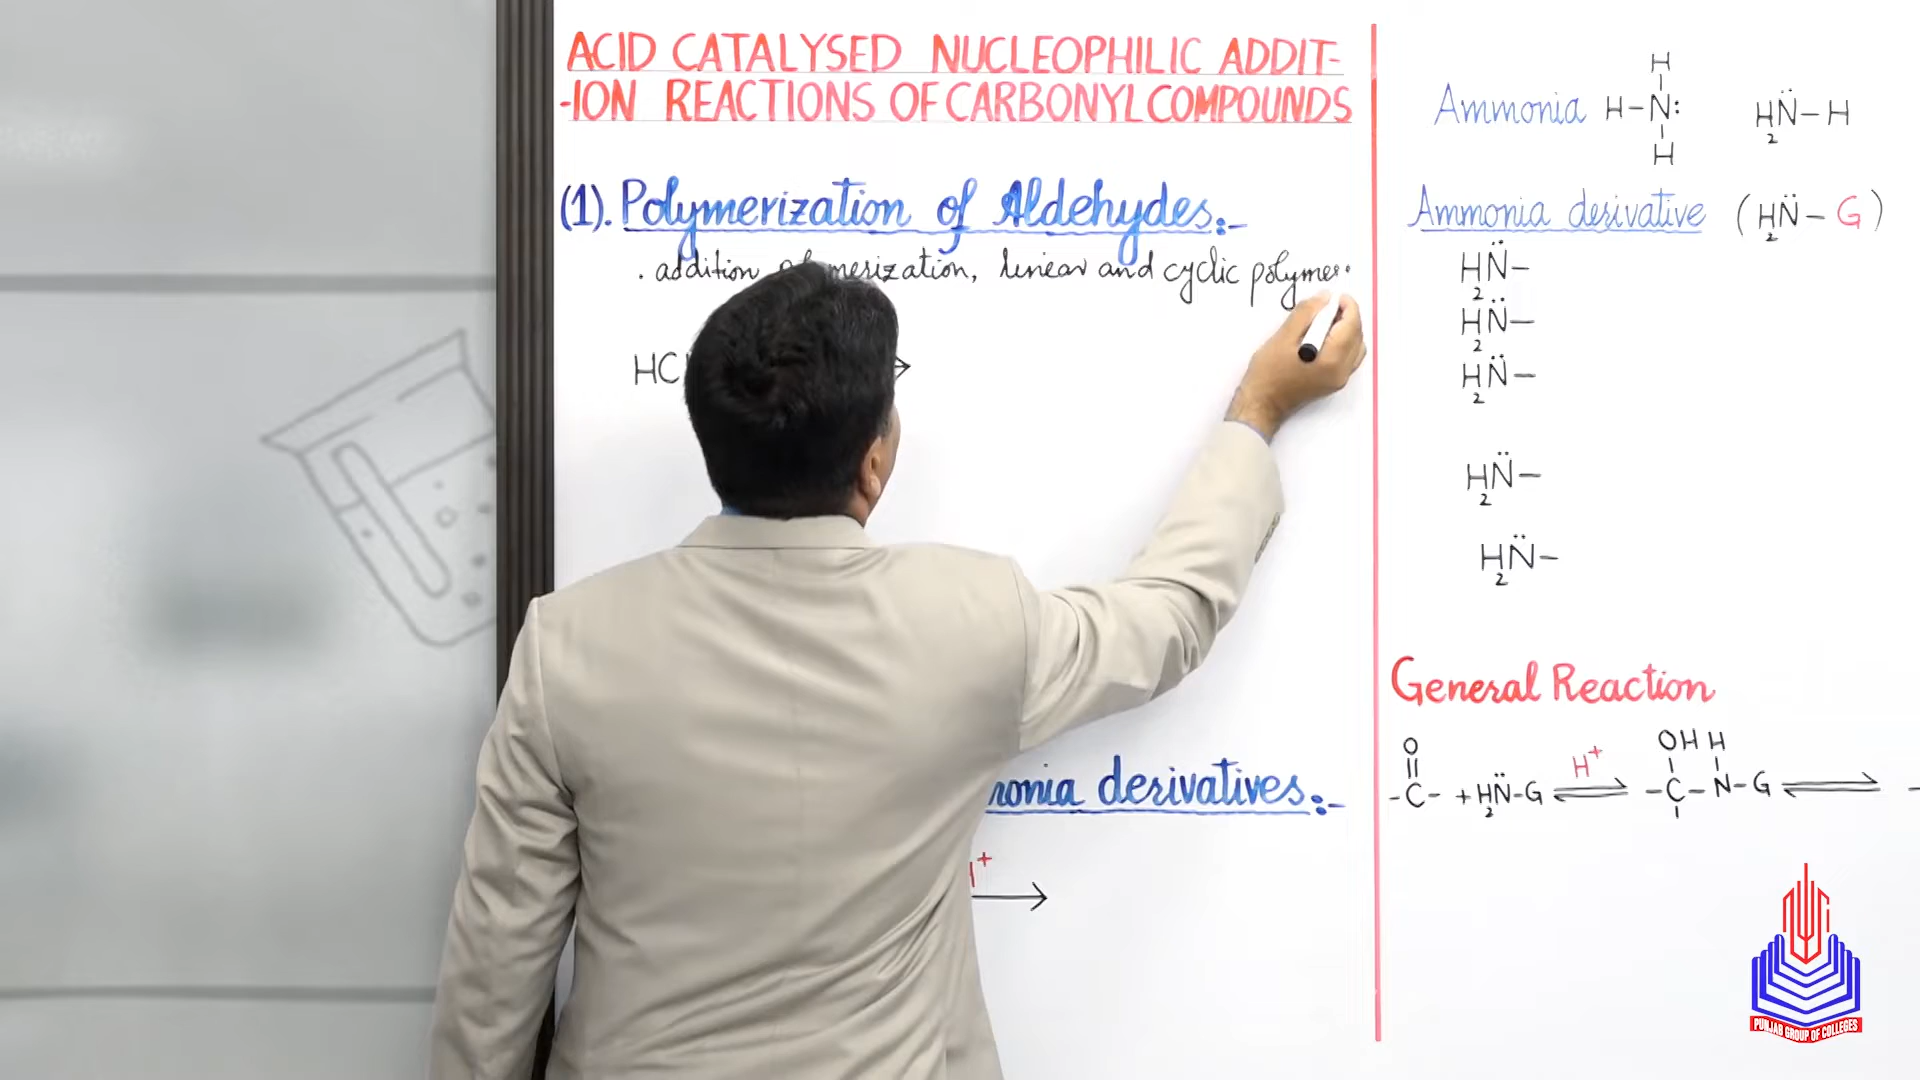 ACID CATALYSED NUCLEOPHILIC ADDIT-
-ION REACTIONS OF CARBONYL COMPOUNDS
(1). Polymerization of Aldehydes:-
. addition merization, linear and cyclic polymer
HC
derivatives:-
+
Ammonia H-N: H₂N̈-H
H
H
Ammonia derivative (H₂N̈-G)
H₂N̈-
H₂N̈-
H₂N̈-
H₂N̈-
H₂N̈-
General Reaction
O OH H
-C- + H₂N̈-G H⁺ ⇌ -C-N-G ⇌ -
PUNJAB GROUP OF COLLEGES